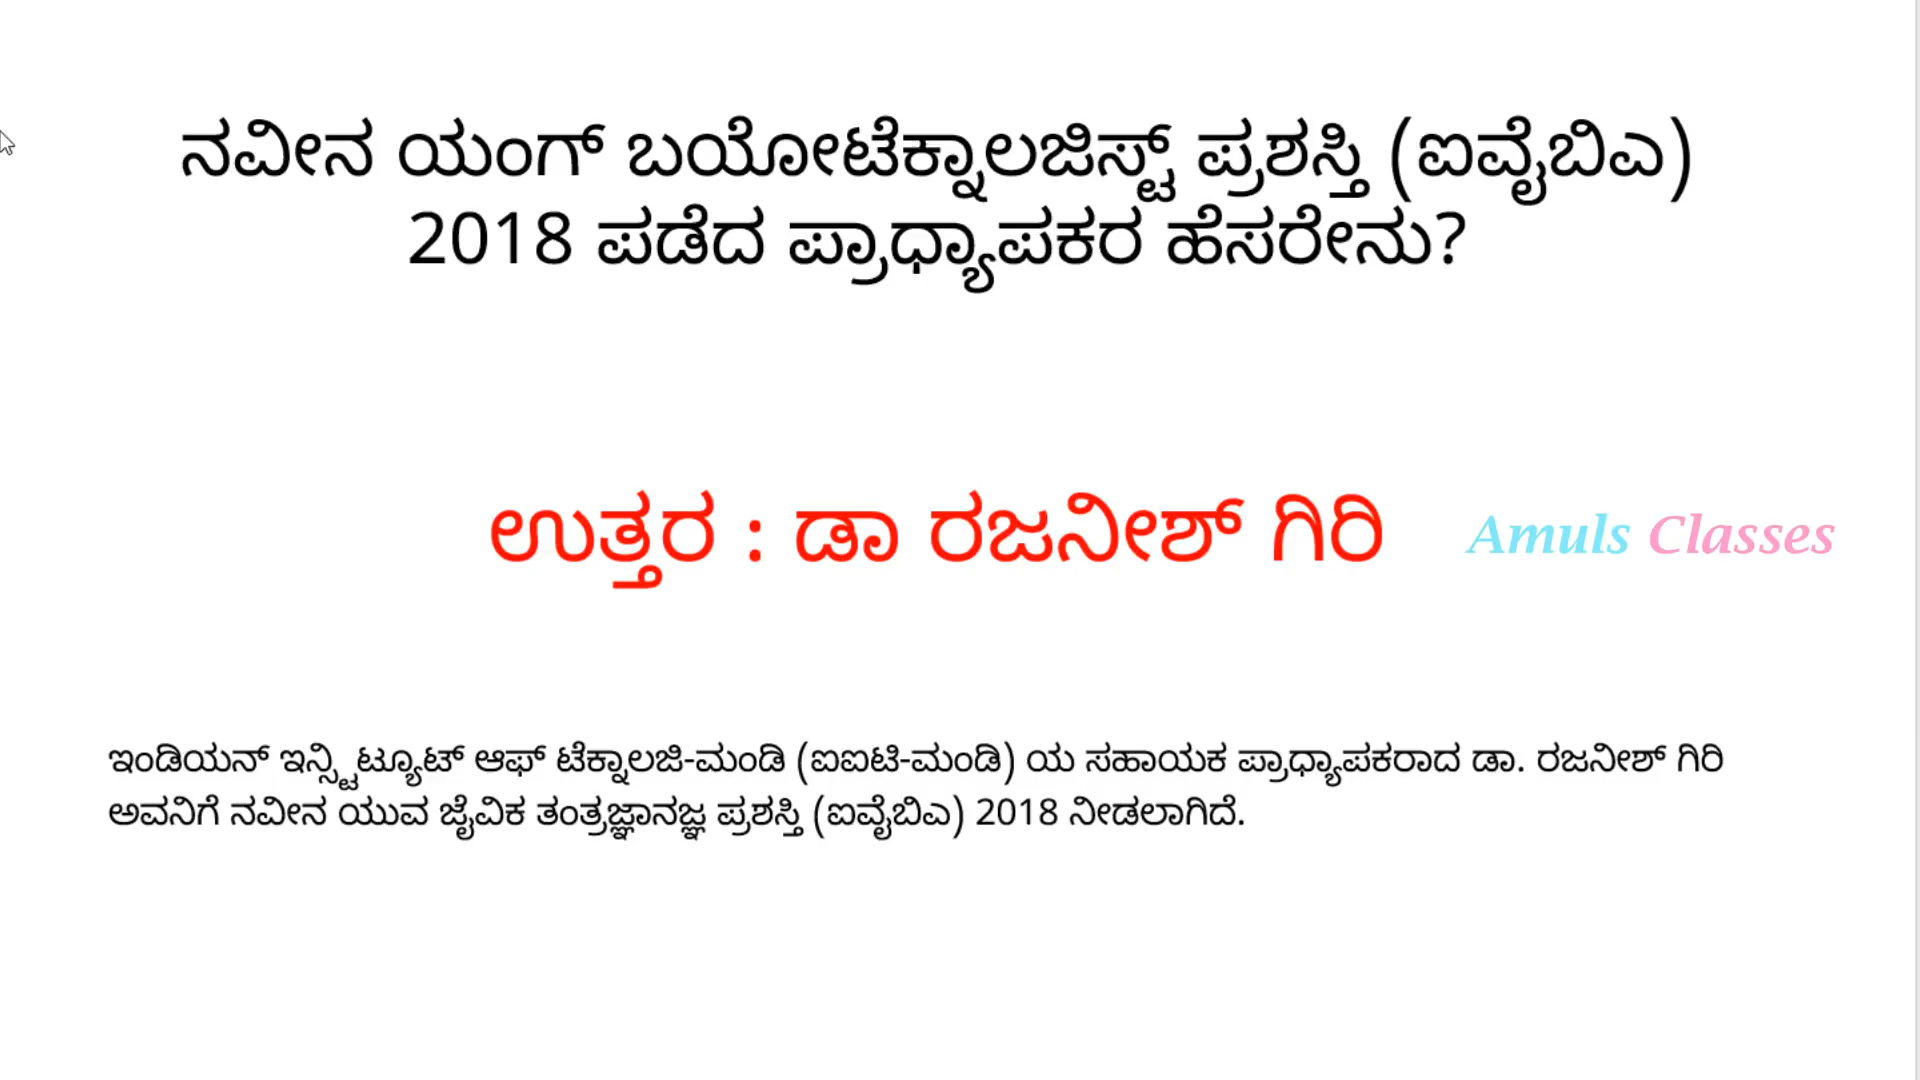 ನವೀನ ಯಂಗ್ ಬಯೋಟೆಕ್ನಾಲಜಿಸ್ಟ್ ಪ್ರಶಸ್ತಿ (ಐವೈಬಿಎ)
2018 ಪಡೆದ ಪ್ರಾಧ್ಯಾಪಕರ ಹೆಸರೇನು?
ಉತ್ತರ : ಡಾ ರಜನೀಶ್ ಗಿರಿ
Amuls Classes
ಇಂಡಿಯನ್ ಇನ್ಸ್ಟಿಟ್ಯೂಟ್ ಆಫ್ ಟೆಕ್ನಾಲಜಿ-ಮಂಡಿ (ಐಐಟಿ-ಮಂಡಿ) ಯ ಸಹಾಯಕ ಪ್ರಾಧ್ಯಾಪಕರಾದ ಡಾ. ರಜನೀಶ್ ಗಿರಿ
ಅವನಿಗೆ ನವೀನ ಯುವ ಜೈವಿಕ ತಂತ್ರಜ್ಞಾನಜ್ಞ ಪ್ರಶಸ್ತಿ (ಐವೈಬಿಎ) 2018 ನೀಡಲಾಗಿದೆ.